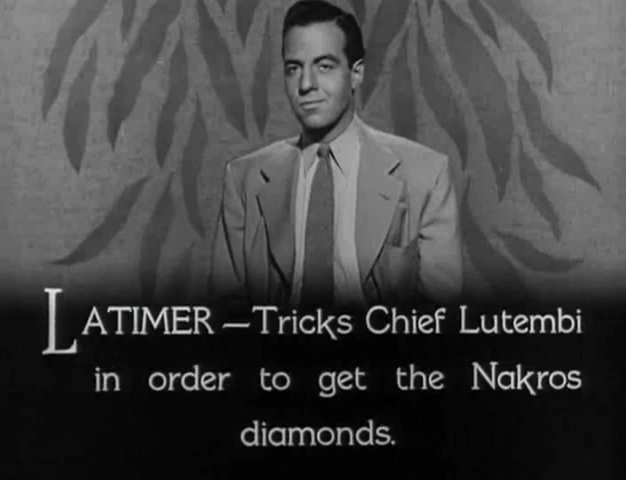 LATIMER — Tricks Chief Lutembi
in order to get the Nakros
diamonds.